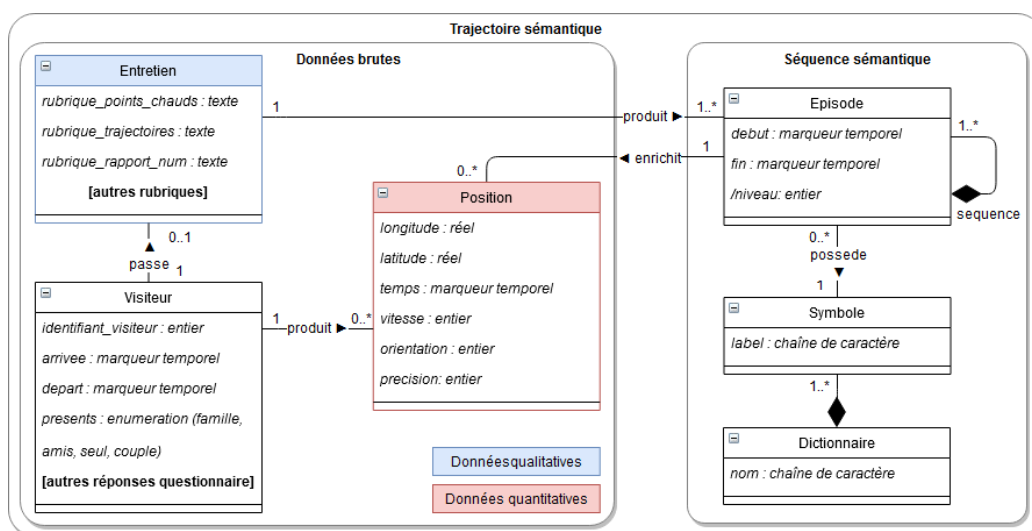 Trajectoire sémantique
Données brutes
Entretien
rubrique_points_chauds : texte
rubrique_trajectoires : texte
rubrique_rapport_num : texte
[autres rubriques]
0..1
passe
1
Visiteur
identifiant_visiteur : entier
arrivee : marqueur temporel
depart : marqueur temporel
presents : enumeration (famille,
amis, seul, couple)
[autres réponses questionnaire]
1
produit
0..*
1
produit
1..*
0..*
enrichit
1
Position
longitude : réel
latitude : réel
temps : marqueur temporel
vitesse : entier
orientation : entier
precision: entier
Donnéesqualitatives
Données quantitatives
Séquence sémantique
Episode
debut : marqueur temporel
fin : marqueur temporel
/niveau: entier
1..*
sequence
0..*
possede
1
Symbole
label : chaîne de caractère
1..*
Dictionnaire
nom : chaîne de caractère